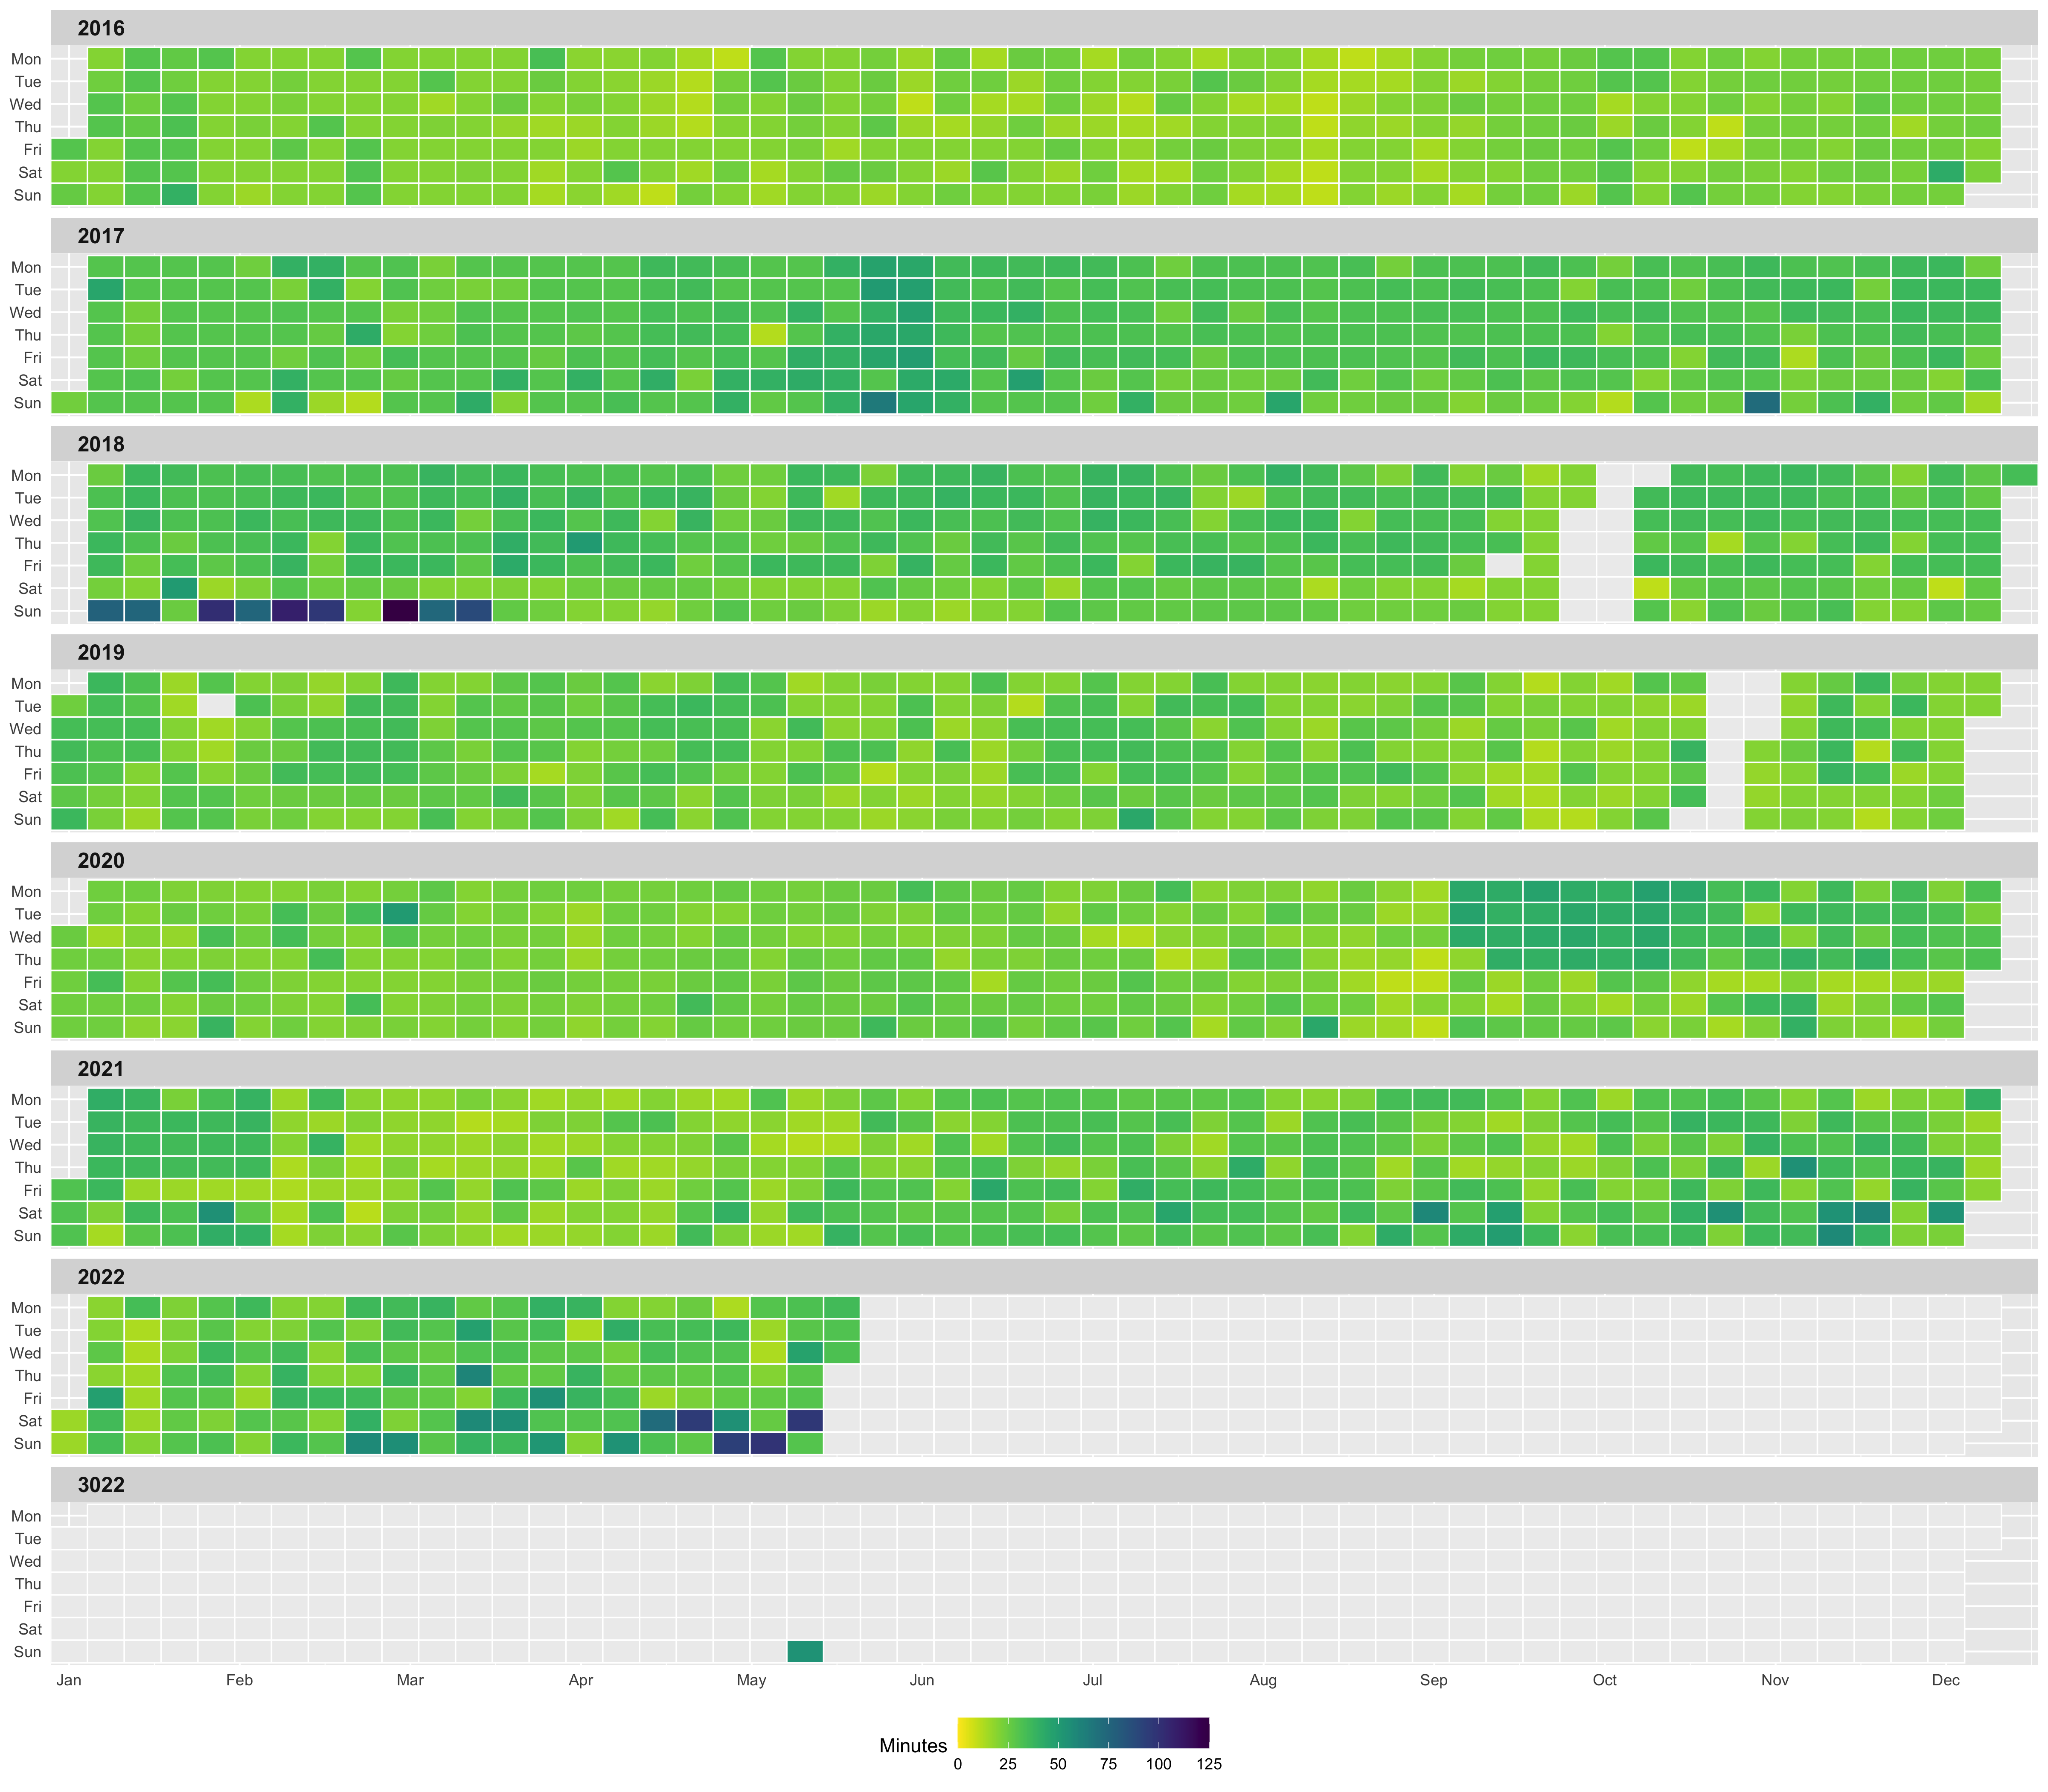 2016
Mon
Tue
Wed
Thu
Fri
Sat
Sun
2017
Mon
Tue
Wed
Thu
Fri
Sat
Sun
2018
Mon
Tue
Wed
Thu
Fri
Sat
Sun
2019
Mon
Tue
Wed
Thu
Fri
Sat
Sun
2020
Mon
Tue
Wed
Thu
Fri
Sat
Sun
2021
Mon
Tue
Wed
Thu
Fri
Sat
Sun
2022
Mon
Tue
Wed
Thu
Fri
Sat
Sun
3022
Mon
Tue
Wed
Thu
Fri
Sat
Sun
Jan Feb Mar Apr May Jun Jul Aug Sep Oct Nov Dec
Minutes
0 25 50 75 100 125